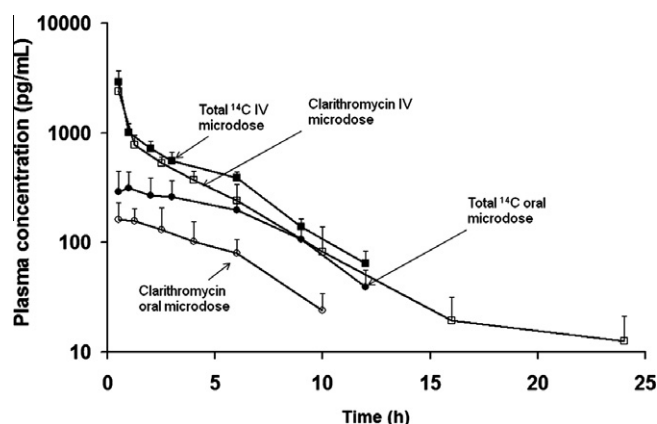 10000
1000
100
10
Plasma concentration (pg/mL)
Total ¹⁴C IV
microdose
Clarithromycin IV
microdose
Total ¹⁴C oral
microdose
Clarithromycin
oral microdose
0 5 10 15 20 25
Time (h)